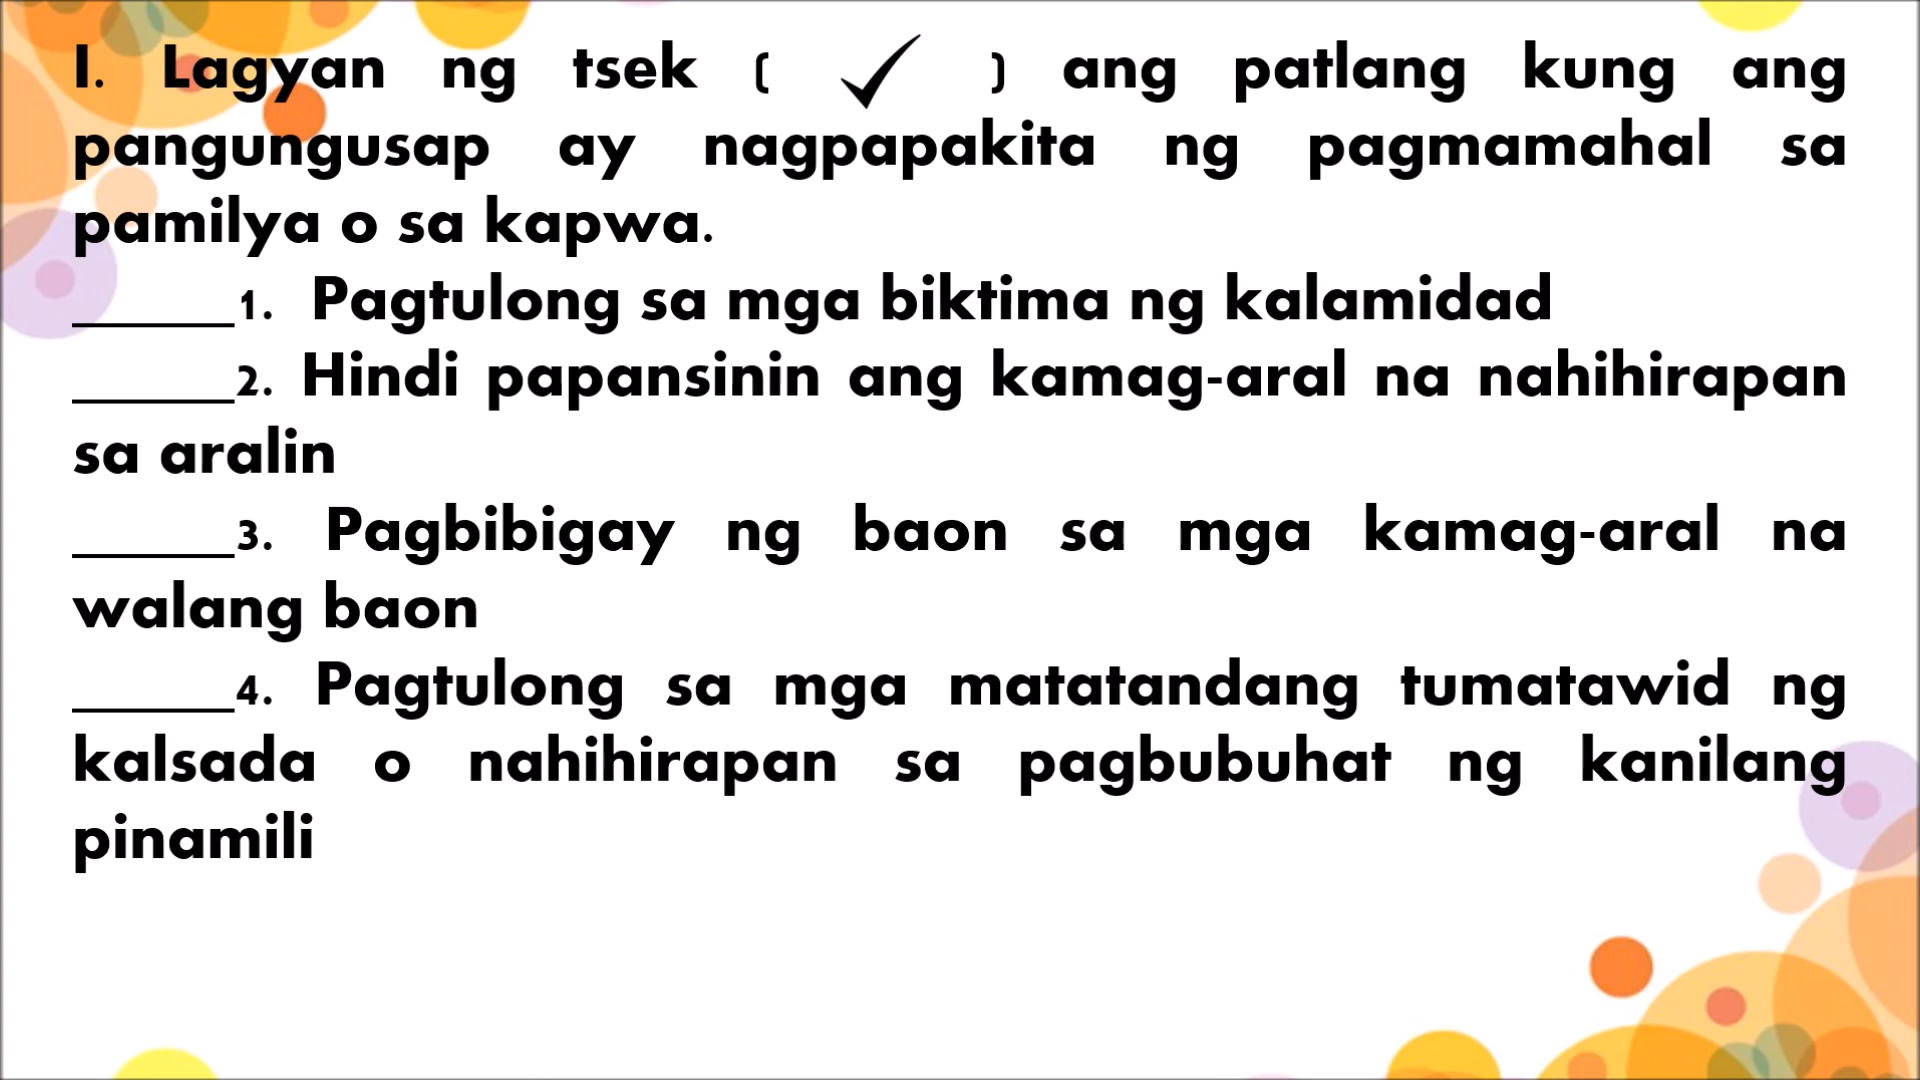 I. Lagyan ng tsek ( ✓ ) ang patlang kung ang
pangungusap ay nagpapakita ng pagmamahal sa
pamilya o sa kapwa.
______1. Pagtulong sa mga biktima ng kalamidad
______2. Hindi papansinin ang kamag-aral na nahihirapan
sa aralin
______3. Pagbibigay ng baon sa mga kamag-aral na
walang baon
______4. Pagtulong sa mga matatandang tumatawid ng
kalsada o nahihirapan sa pagbubuhat ng kanilang
pinamili